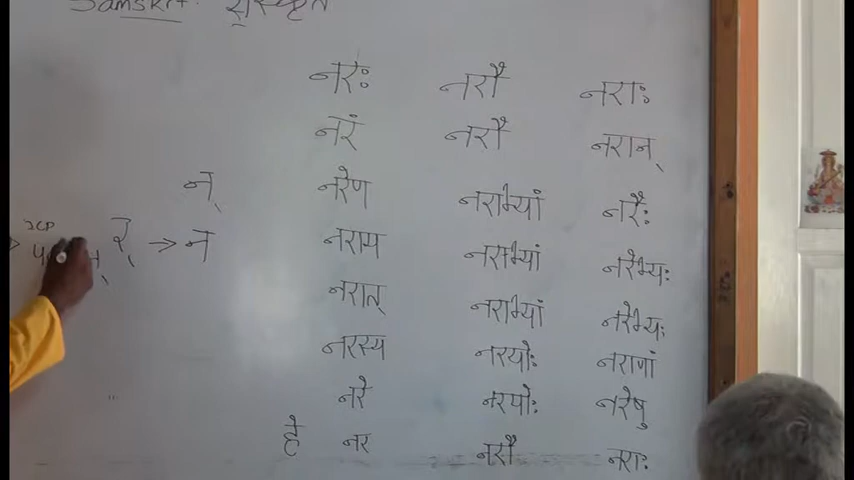 Samskrit. संस्कृत
नरः नरौ नराः
नरं नरौ नरान्
न् नरेण नराभ्यां नरैः
र् → न नराय नराभ्यां नरेभ्यः
नरात् नराभ्यां नरेभ्यः
नरस्य नरयोः नराणां
नरे नरयोः नरेषु
हे नर नरौ नराः